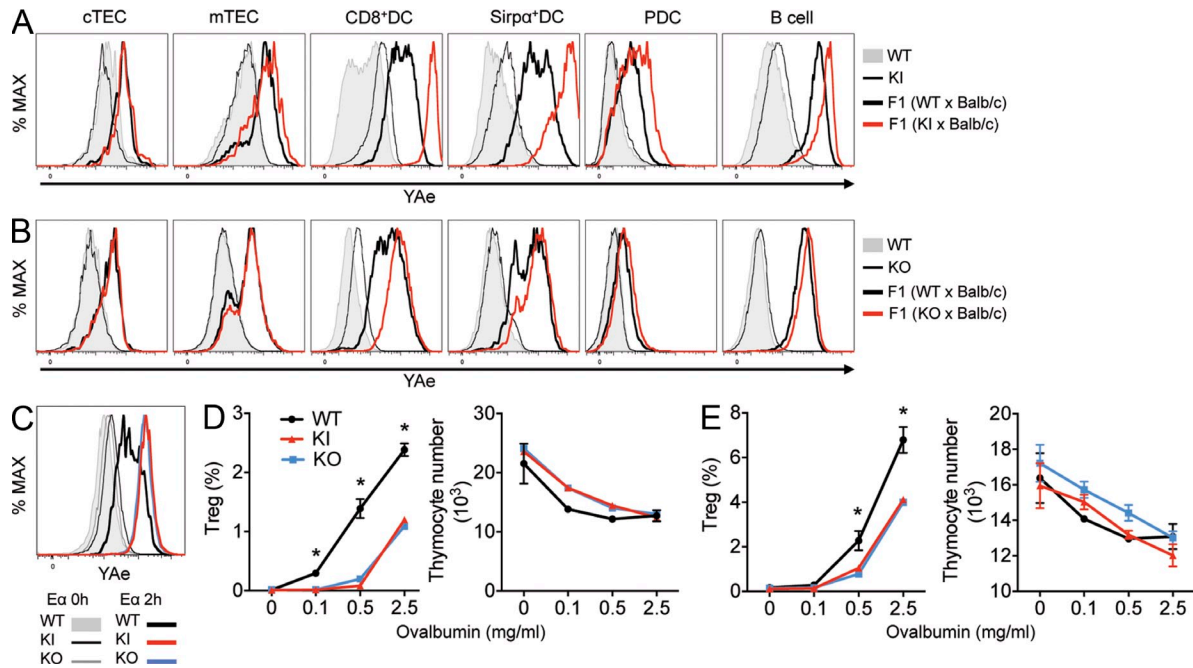 A
cTEC mTEC CD8⁺DC Sirpα⁺DC PDC B cell
% MAX
0 0 0 0 0 0
YAe
WT
KI
F1 (WT x Balb/c)
F1 (KI x Balb/c)
B
% MAX
0 0 0 0 0 0
YAe
WT
KO
F1 (WT x Balb/c)
F1 (KO x Balb/c)
C
% MAX
0
YAe
Eα 0h Eα 2h
WT WT
KI KI
KO KO
D
Treg (%)
3
2
1
0
WT
KI
KO
* * *
0 0.1 0.5 2.5
Thymocyte number
(10³)
30
20
10
0
0 0.1 0.5 2.5
Ovalbumin (mg/ml)
E
Treg (%)
8
6
4
2
0
* *
0 0.1 0.5 2.5
Thymocyte number
(10³)
20
18
16
14
12
10
0 0.1 0.5 2.5
Ovalbumin (mg/ml)